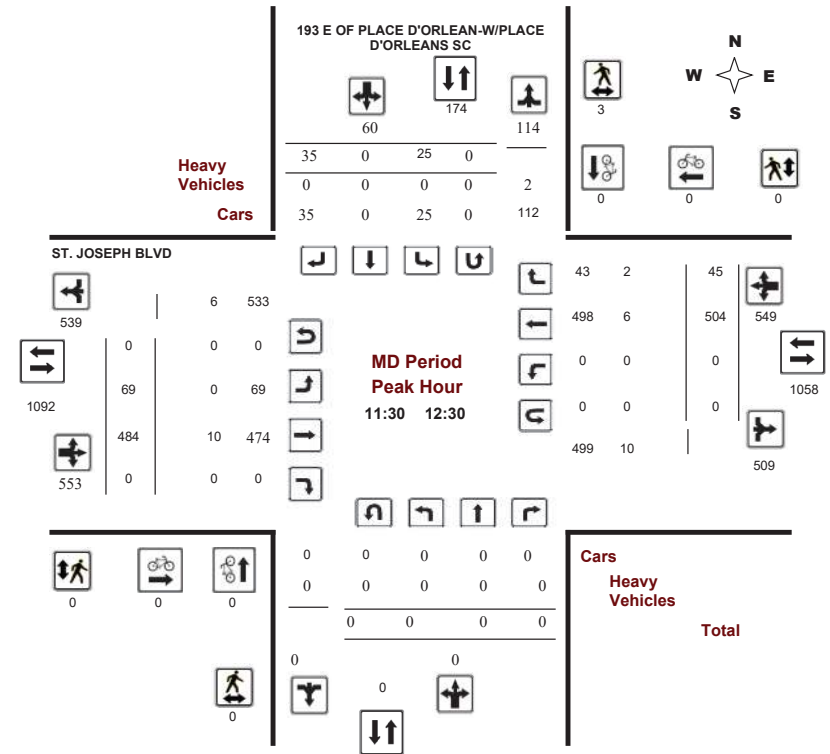 193 E OF PLACE D'ORLEAN-W/PLACE
D'ORLEANS SC
N
W E
S
174
60 114
3
35 0 25 0
Heavy
Vehicles
0 0 0 0 2
Cars
35 0 25 0 112
0 0 0
ST. JOSEPH BLVD
539
6 533
43 2 45
0 0 0
498 6 504 549
1092
69 0 69
MD Period
Peak Hour
11:30 12:30
0 0 0
1058
484 10 474
0 0 0
553
0 0 0
499 10
509
0 0 0 0 0
Cars
0 0 0 0 0
Heavy
Vehicles
0 0 0
0 0 0 0
Total
0 0
0
0